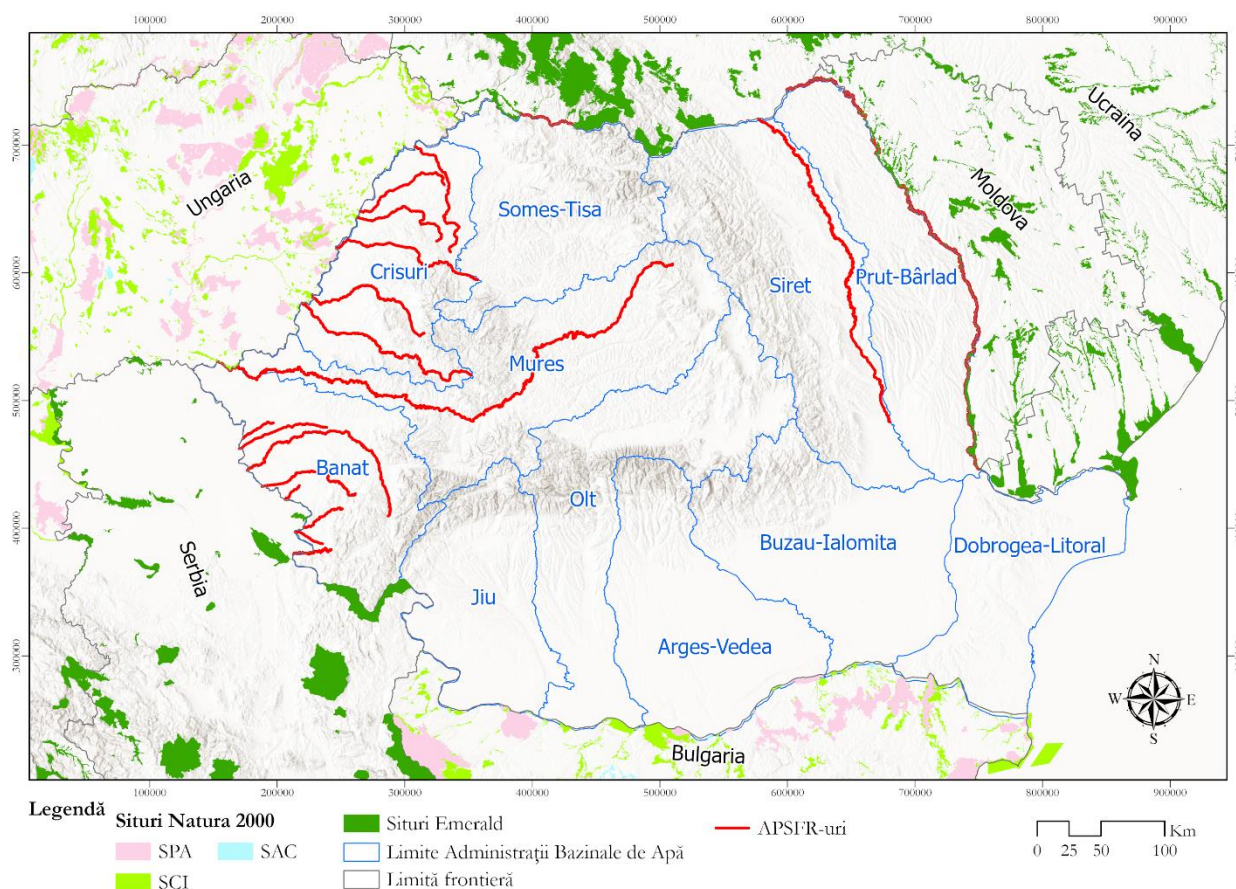 100000 200000 300000 400000 500000 600000 700000 800000 900000
700000
600000
500000
400000
300000
Ucraina
Moldova
Ungaria
Somes-Tisa
Crisuri
Siret
Prut-Bârlad
Mures
Banat
Olt
Serbia
Buzau-Ialomita
Dobrogea-Litoral
Jiu
Arges-Vedea
Bulgaria
N
W E
S
100000 200000 300000 400000 500000 600000 700000 800000 900000
Legendă
Situri Natura 2000
SPA SAC
SCI
Situri Emerald
Limite Administrații Bazinale de Apă
Limită frontieră
APSFR-uri
Km
0 25 50 100